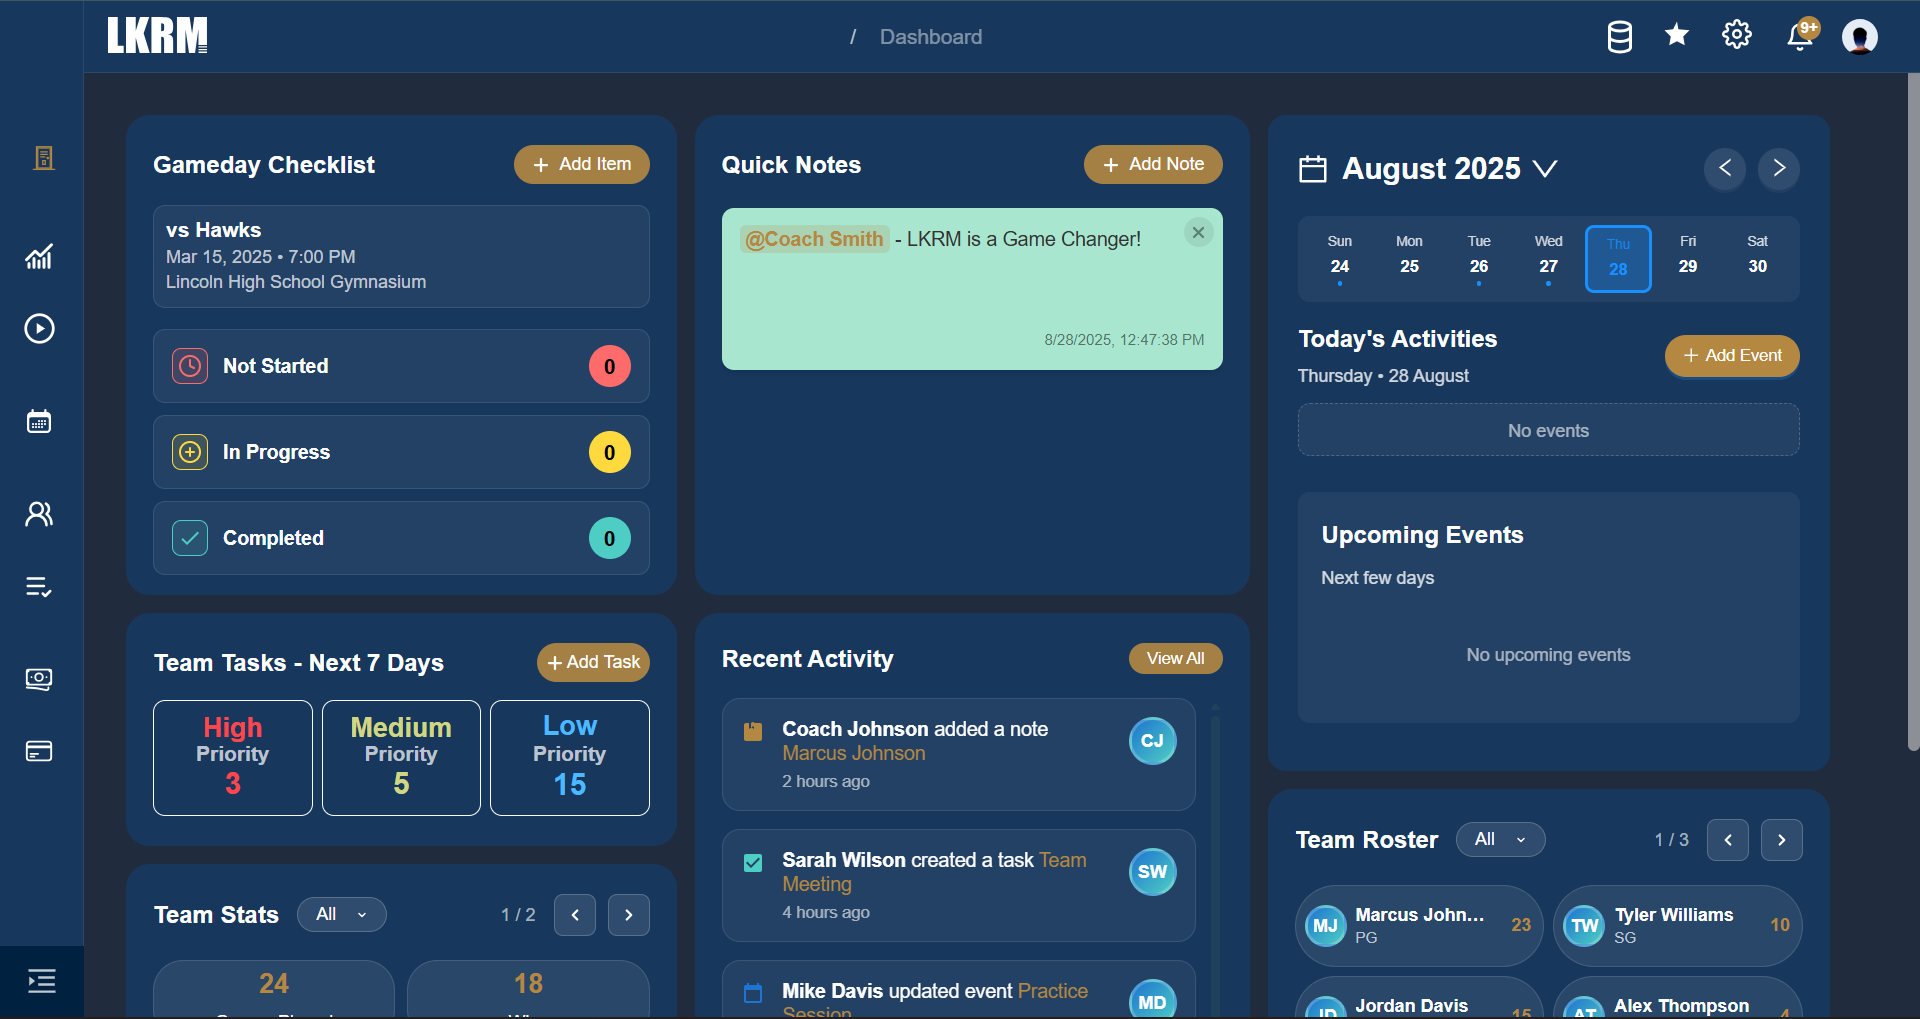 LKRM
/ Dashboard
9+
Gameday Checklist
+ Add Item
vs Hawks
Mar 15, 2025 • 7:00 PM
Lincoln High School Gymnasium
Not Started
0
In Progress
0
Completed
0
Quick Notes
+ Add Note
@Coach Smith - LKRM is a Game Changer!
8/28/2025, 12:47:38 PM
August 2025
Sun Mon Tue Wed Thu Fri Sat
24 25 26 27 28 29 30
Today's Activities
+ Add Event
Thursday • 28 August
No events
Upcoming Events
Next few days
No upcoming events
Team Tasks - Next 7 Days
+ Add Task
High
Priority
3
Medium
Priority
5
Low
Priority
15
Recent Activity
View All
Coach Johnson added a note
Marcus Johnson
2 hours ago
CJ
Sarah Wilson created a task Team
Meeting
4 hours ago
SW
Mike Davis updated event Practice
Session
MD
Team Stats
All
1 / 2
24
18
Team Roster
All
1 / 3
MJ
Marcus John...
PG
23
TW
Tyler Williams
SG
10
JD
Jordan Davis
15
AT
Alex Thompson
4